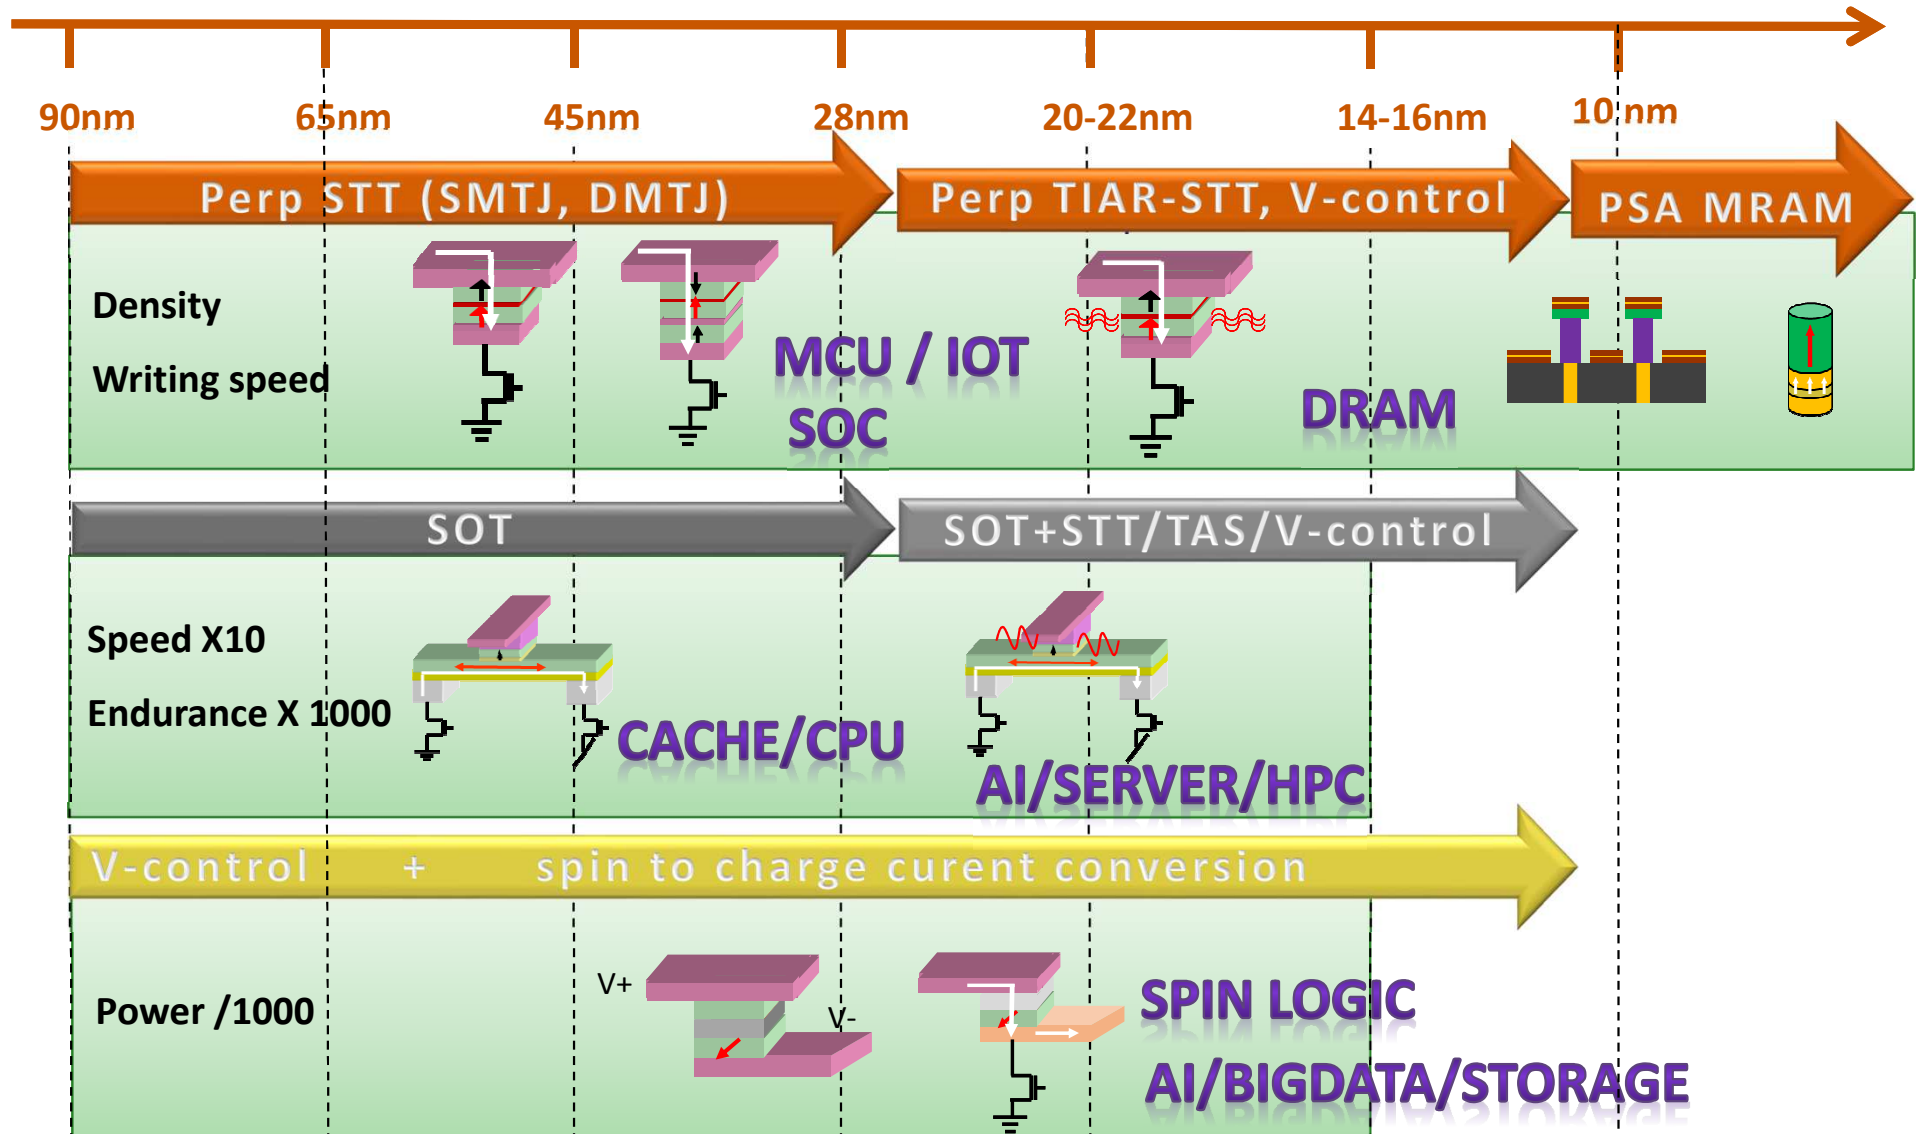 90nm 65nm 45nm 28nm 20-22nm 14-16nm 10 nm
Perp STT (SMTJ, DMTJ) Perp TIAR-STT, V-control PSA MRAM
Density
Writing speed
MCU / IOT
SOC
DRAM
SOT SOT+STT/TAS/V-control
Speed X10
Endurance X 1000
CACHE/CPU
AI/SERVER/HPC
V-control + spin to charge curent conversion
Power /1000
V+
V-
SPIN LOGIC
AI/BIGDATA/STORAGE